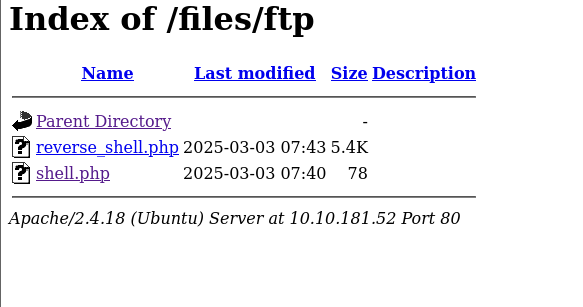 Index of /files/ftp
Name Last modified Size Description
Parent Directory -
reverse_shell.php 2025-03-03 07:43 5.4K
shell.php 2025-03-03 07:40 78
Apache/2.4.18 (Ubuntu) Server at 10.10.181.52 Port 80